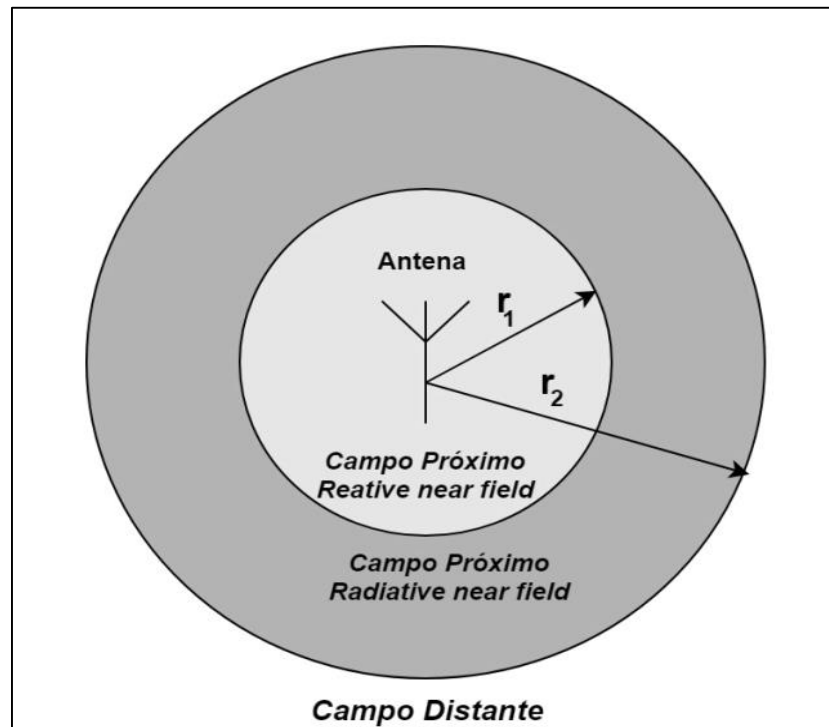 Antena
r1
r2
Campo Próximo
Reative near field
Campo Próximo
Radiative near field
Campo Distante